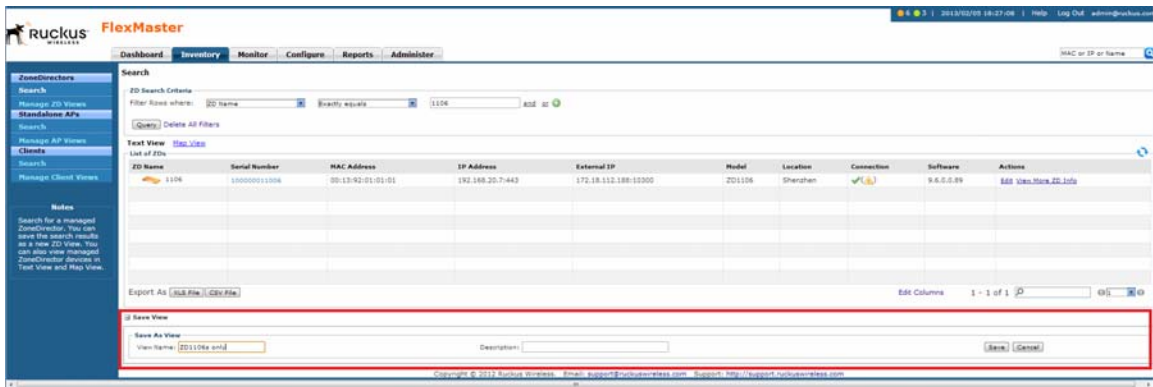 6 3 | 2013/02/05 18:27:06 | Help Log Out admin@ruckus.com
Ruckus WIRELESS FlexMaster
Dashboard Inventory Monitor Configure Reports Administer
MAC or IP or Name
ZoneDirectors
Search
Manage ZD Views
Standalone APs
Search
Manage AP Views
Clients
Search
Manage Client Views
Notes
Search for a managed
ZoneDirector. You can
save the search results
as a new ZD View. You
can also view managed
ZoneDirector devices in
Text View and Map View.
Search
ZD Search Criteria
Filter Rows where: ZD Name Exactly equals 1106 and or
Query Delete All Filters
Text View Map View
List of ZDs
ZD Name Serial Number MAC Address IP Address External IP Model Location Connection Software Actions
1106 100000011006 00:13:92:01:01:01 192.168.20.7:443 172.18.112.188:10300 ZD1106 Shenzhen 9.6.0.0.89 Edit View More ZD Info
Export As XLS File CSV File Edit Columns 1 - 1 of 1 1
Save View
Save As View
View Name: ZD1106s only Description: Save Cancel
Copyright © 2012 Ruckus Wireless. Email: support@ruckuswireless.com Support: http://support.ruckuswireless.com